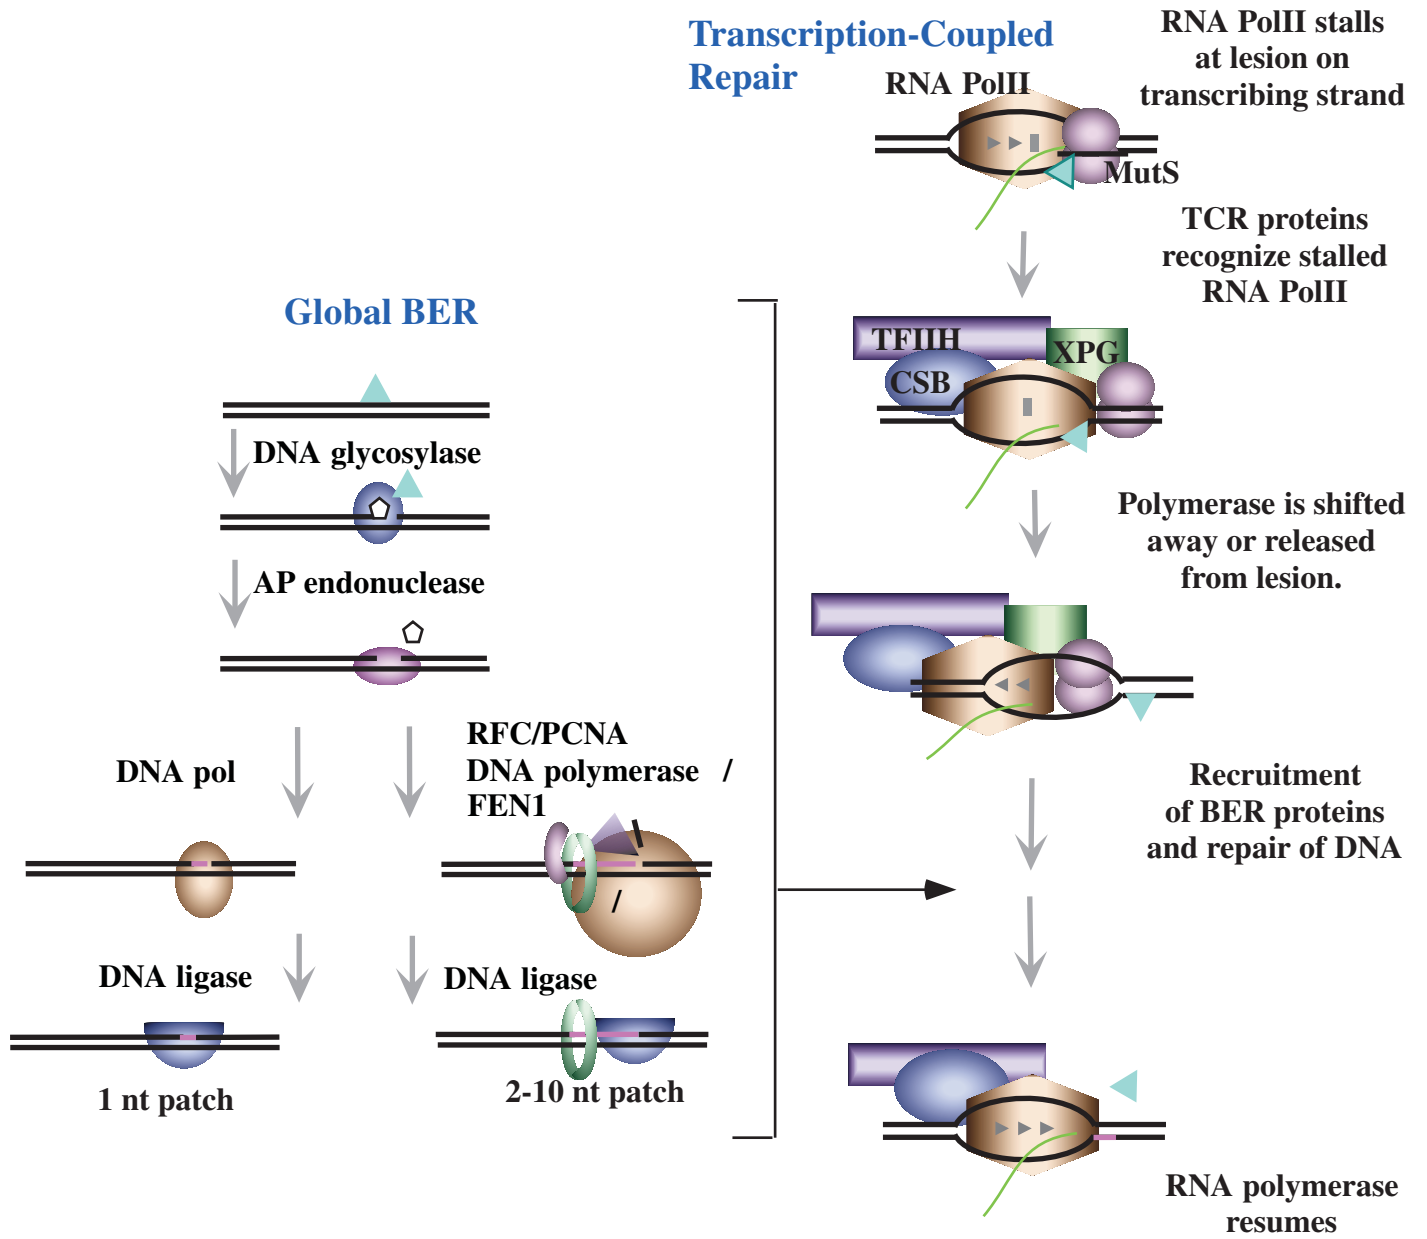 Transcription-Coupled
Repair
RNA PolII
RNA PolII stalls
at lesion on
transcribing strand
MutS
TCR proteins
recognize stalled
RNA PolII
TFIIH
XPG
CSB
Polymerase is shifted
away or released
from lesion.
Recruitment
of BER proteins
and repair of DNA
RNA polymerase
resumes
Global BER
DNA glycosylase
AP endonuclease
DNA pol
RFC/PCNA
DNA polymerase /
FEN1
/
DNA ligase
DNA ligase
1 nt patch
2-10 nt patch